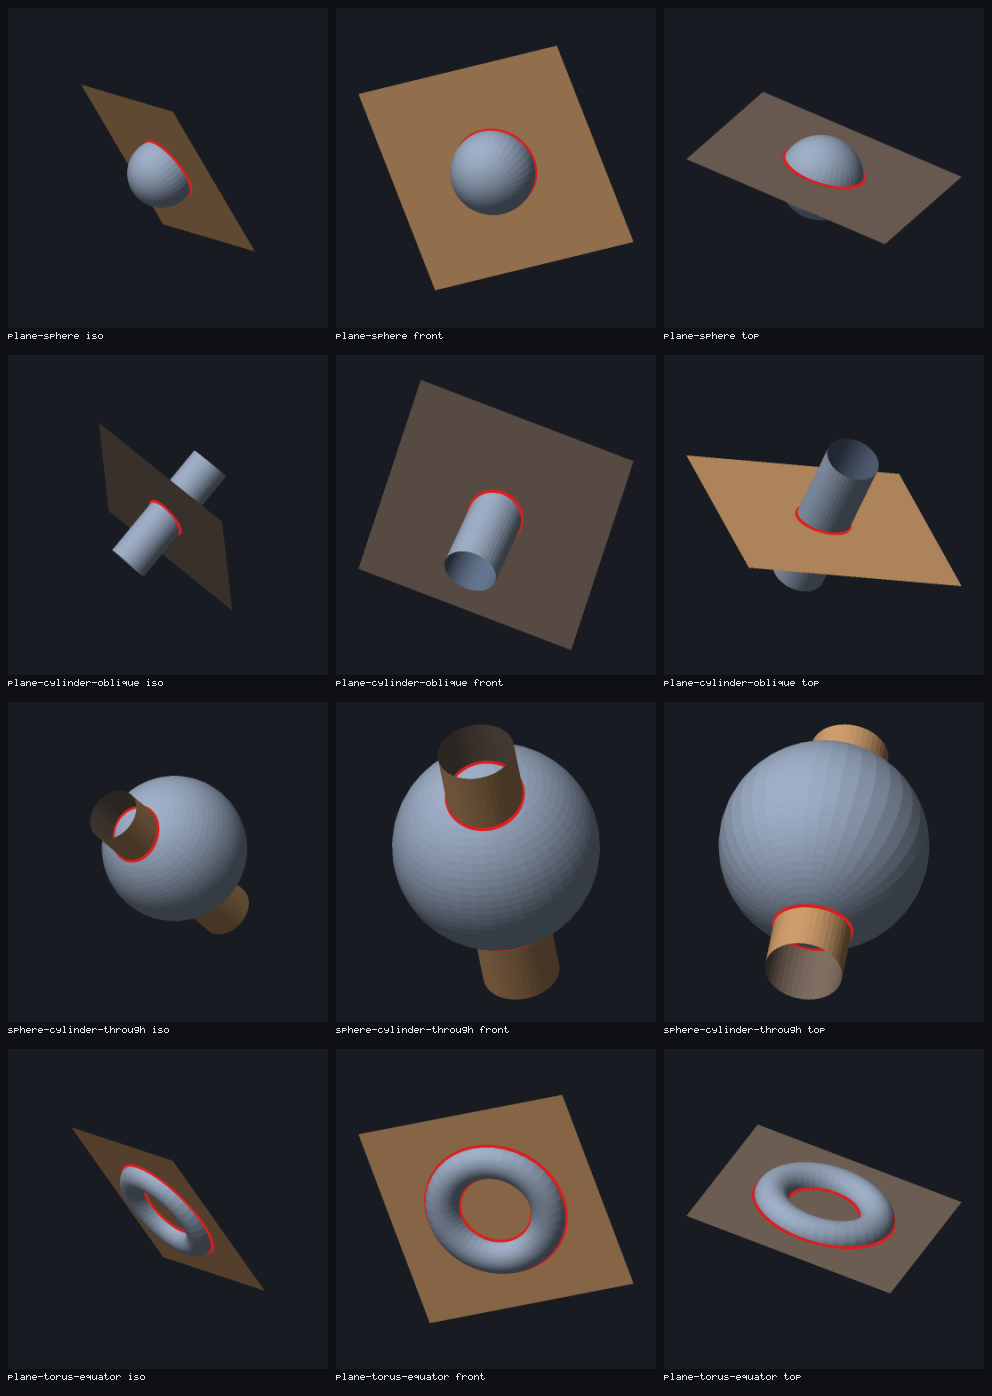 plane-sphere iso
plane-sphere front
plane-sphere top
plane-cylinder-oblique iso
plane-cylinder-oblique front
plane-cylinder-oblique top
sphere-cylinder-through iso
sphere-cylinder-through front
sphere-cylinder-through top
plane-torus-equator iso
plane-torus-equator front
plane-torus-equator top